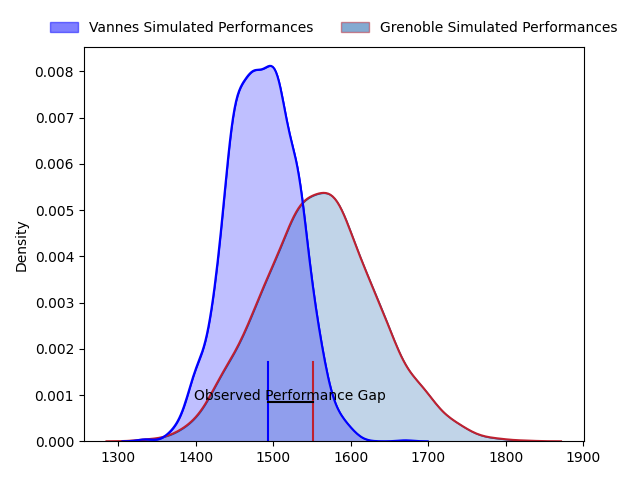 Vannes Simulated Performances Grenoble Simulated Performances
0.008
0.007
0.006
0.005
0.004
0.003
0.002
0.001
0.000
Density
Observed Performance Gap
1300 1400 1500 1600 1700 1800 1900